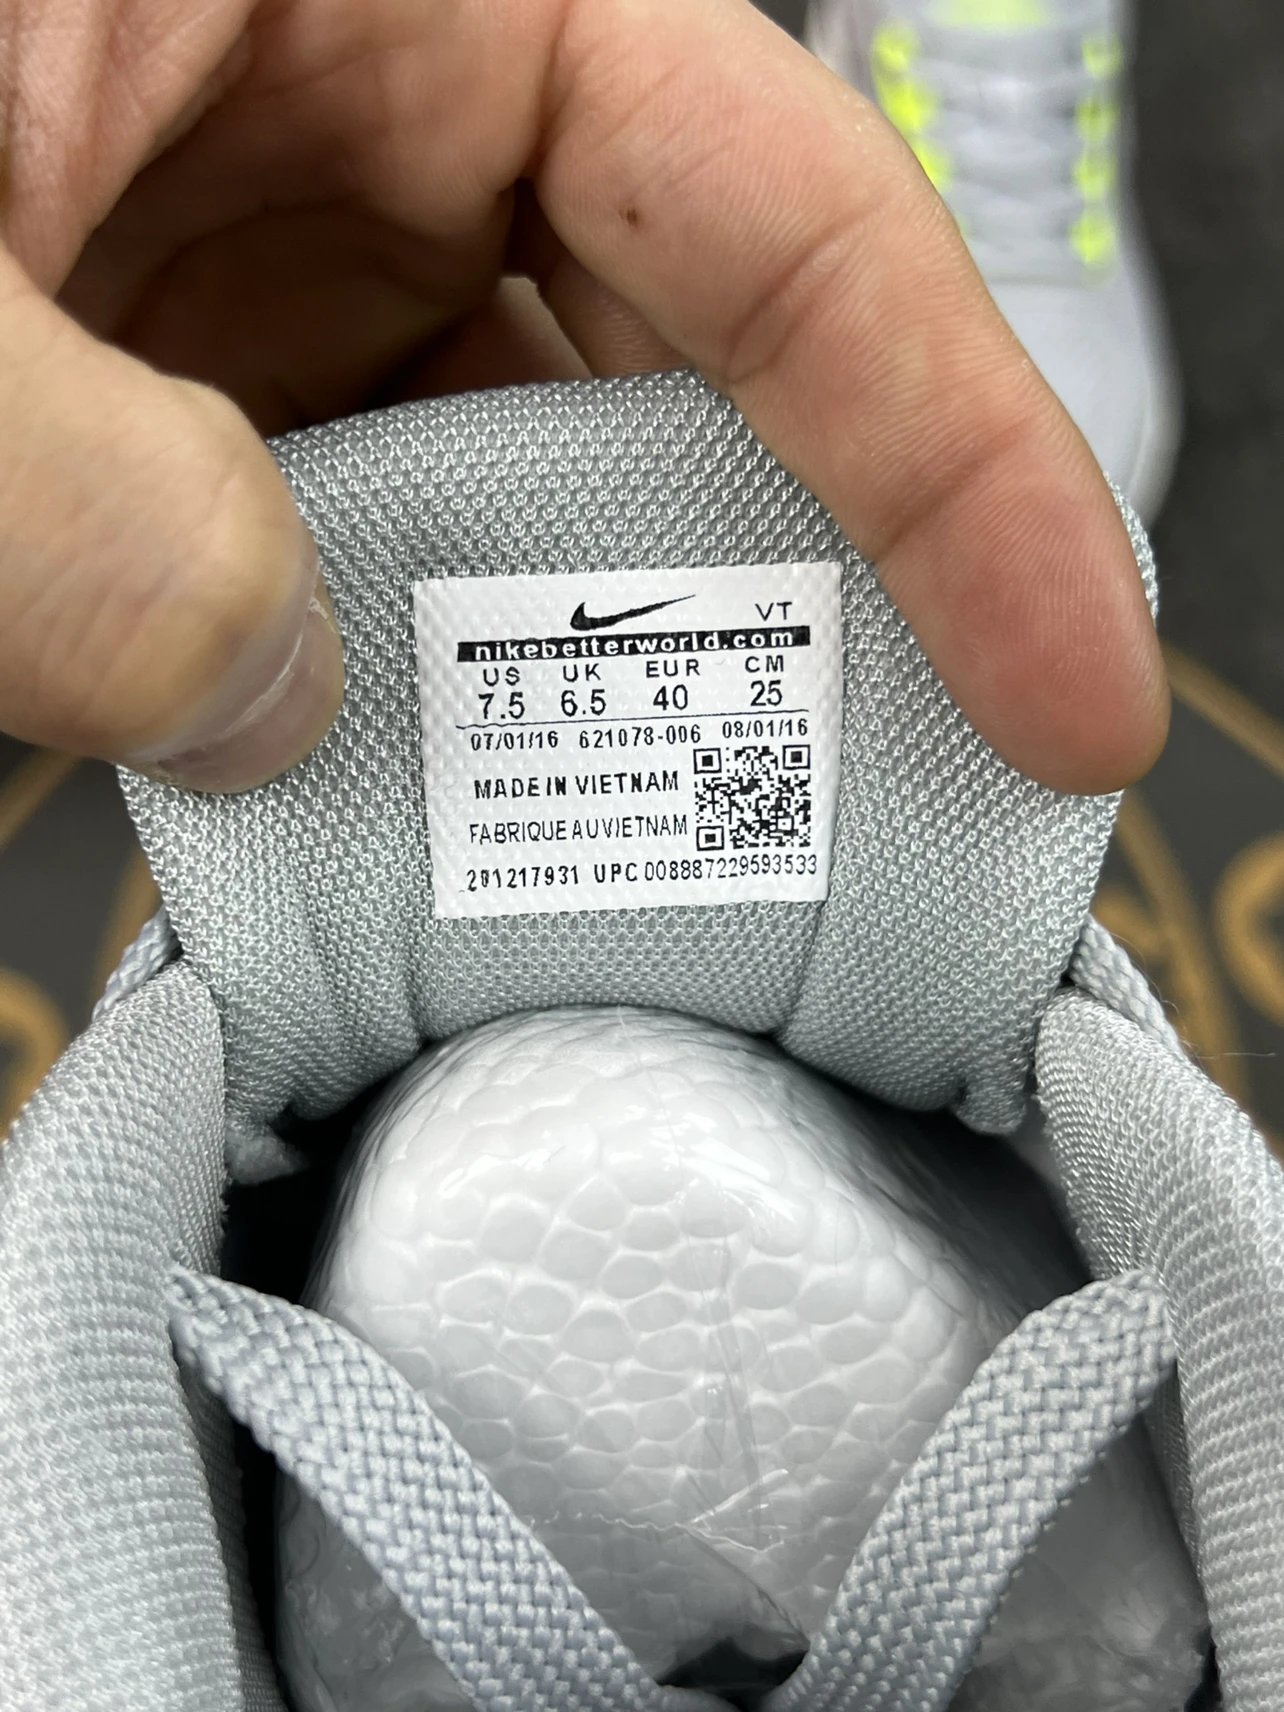 VT
nikebetterworld.com
US UK EUR CM
7.5 6.5 40 25
07/01/16 621078-006 08/01/16
MADE IN VIETNAM
FABRIQUE AU VIETNAM
201217931 UPC 008887229593533